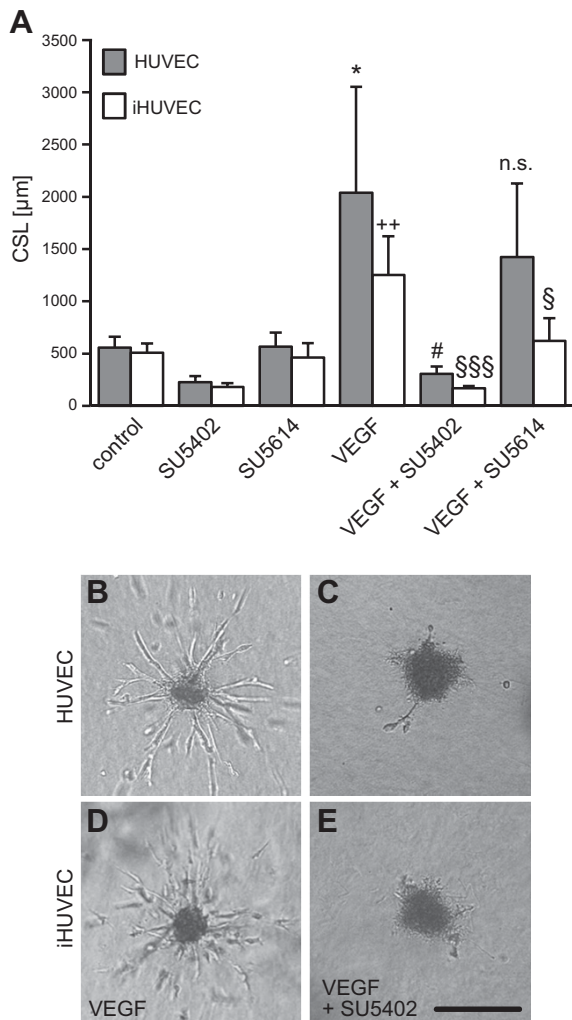 A
3500
3000
2500
2000
1500
1000
500
0
CSL [µm]
HUVEC
iHUVEC
*
++
#
§§§
n.s.
§
control
SU5402
SU5614
VEGF
VEGF + SU5402
VEGF + SU5614
HUVEC
B
C
iHUVEC
D
VEGF
E
VEGF
+ SU5402